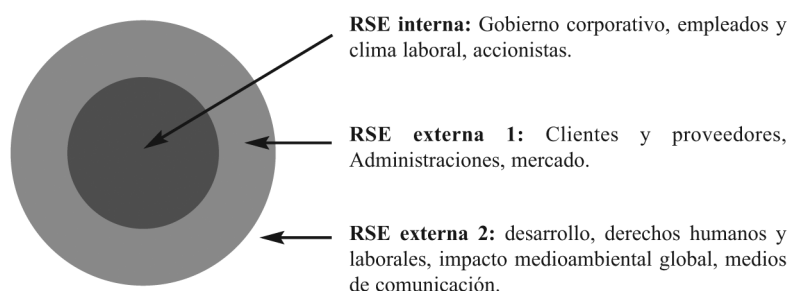 RSE interna: Gobierno corporativo, empleados y
clima laboral, accionistas.
RSE externa 1: Clientes y proveedores,
Administraciones, mercado.
RSE externa 2: desarrollo, derechos humanos y
laborales, impacto medioambiental global, medios
de comunicación.